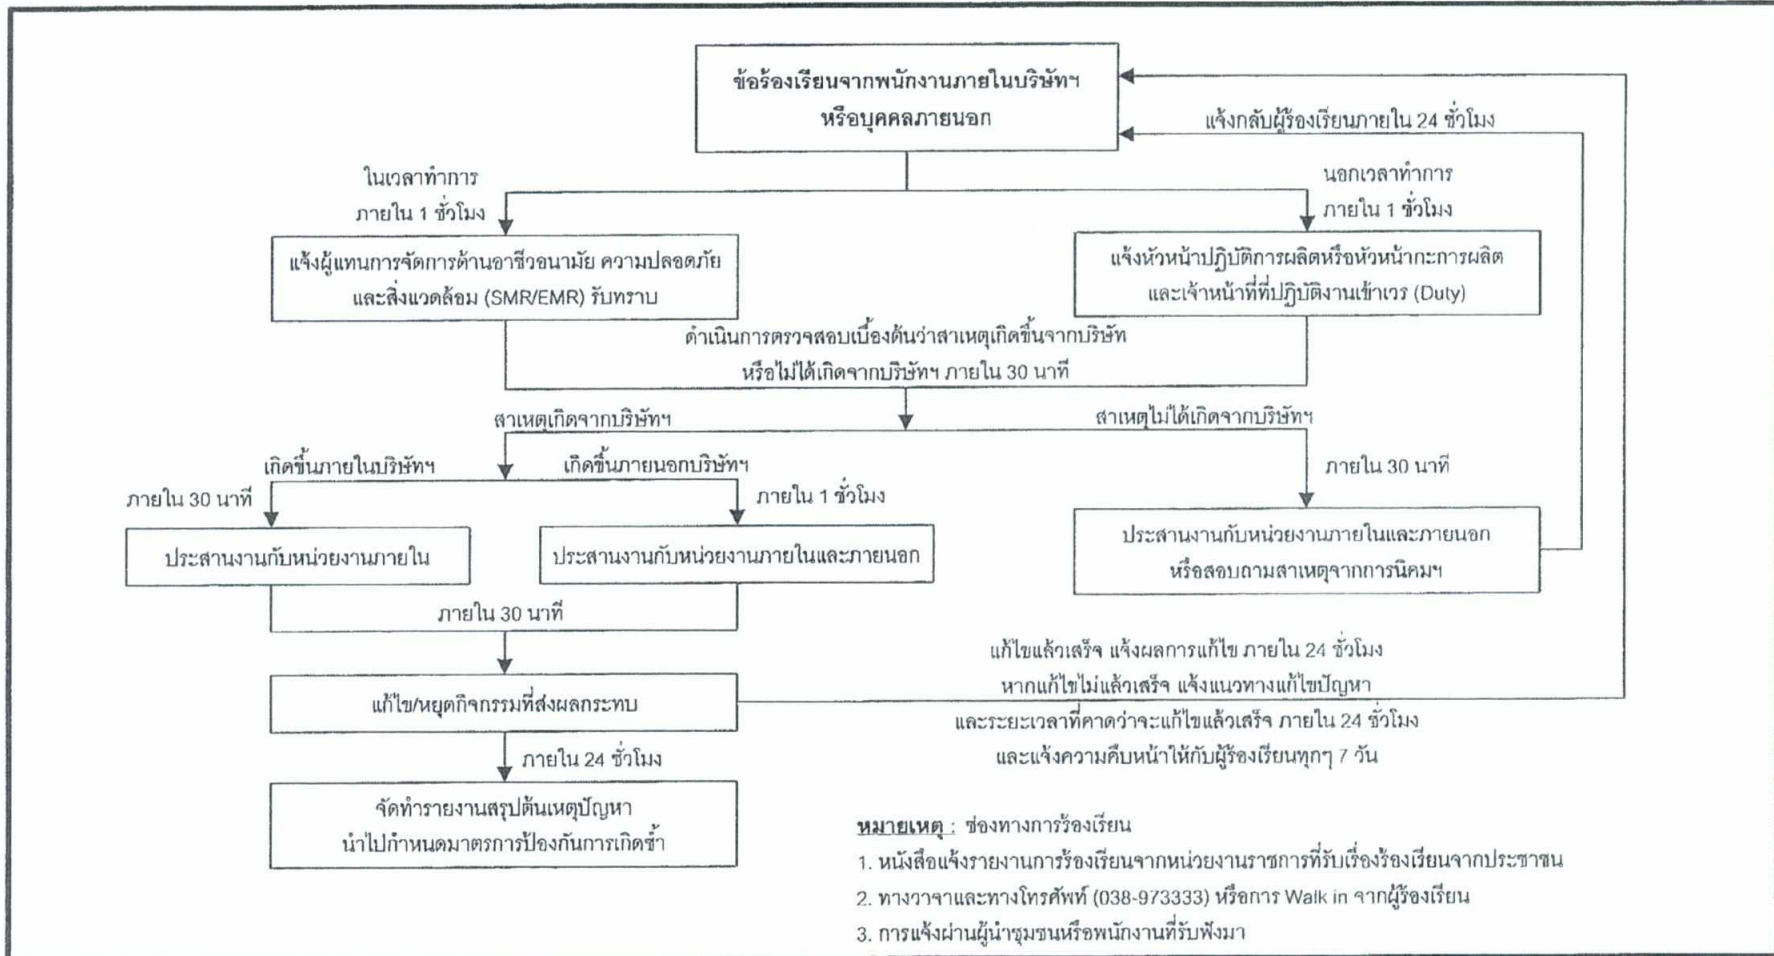 ข้อร้องเรียนจากพนักงานภายในบริษัทฯ
หรือบุคคลภายนอก
แจ้งกลับผู้ร้องเรียนภายใน 24 ชั่วโมง
ในเวลาทำการ
ภายใน 1 ชั่วโมง
นอกเวลาทำการ
ภายใน 1 ชั่วโมง
แจ้งผู้แทนการจัดการด้านอาชีวอนามัย ความปลอดภัย
และสิ่งแวดล้อม (SMR/EMR) รับทราบ
แจ้งหัวหน้าปฏิบัติการผลิตหรือหัวหน้ากะการผลิต
และเจ้าหน้าที่ที่ปฏิบัติงานเข้าเวร (Duty)
ดำเนินการตรวจสอบเบื้องต้นว่าสาเหตุเกิดขึ้นจากบริษัท
หรือไม่ได้เกิดจากบริษัทฯ ภายใน 30 นาที
สาเหตุเกิดจากบริษัทฯ
สาเหตุไม่ได้เกิดจากบริษัทฯ
เกิดขึ้นภายในบริษัทฯ
เกิดขึ้นภายนอกบริษัทฯ
ภายใน 30 นาที
ภายใน 30 นาที
ภายใน 1 ชั่วโมง
ประสานงานกับหน่วยงานภายใน
ประสานงานกับหน่วยงานภายในและภายนอก
ประสานงานกับหน่วยงานภายในและภายนอก
หรือสอบถามสาเหตุจากการนิคมฯ
ภายใน 30 นาที
แก้ไข/หยุดกิจกรรมที่ส่งผลกระทบ
แก้ไขแล้วเสร็จ แจ้งผลการแก้ไข ภายใน 24 ชั่วโมง
หากแก้ไขไม่แล้วเสร็จ แจ้งแนวทางแก้ไขปัญหา
และระยะเวลาที่คาดว่าจะแก้ไขแล้วเสร็จ ภายใน 24 ชั่วโมง
และแจ้งความคืบหน้าให้กับผู้ร้องเรียนทุกๆ 7 วัน
ภายใน 24 ชั่วโมง
จัดทำรายงานสรุปต้นเหตุปัญหา
นำไปกำหนดมาตรการป้องกันการเกิดซ้ำ
หมายเหตุ : ช่องทางการร้องเรียน
1. หนังสือแจ้งรายงานการร้องเรียนจากหน่วยงานราชการที่รับเรื่องร้องเรียนจากประชาชน
2. ทางวาจาและทางโทรศัพท์ (038-973333) หรือการ Walk in จากผู้ร้องเรียน
3. การแจ้งผ่านผู้นำชุมชนหรือพนักงานที่รับฟังมา